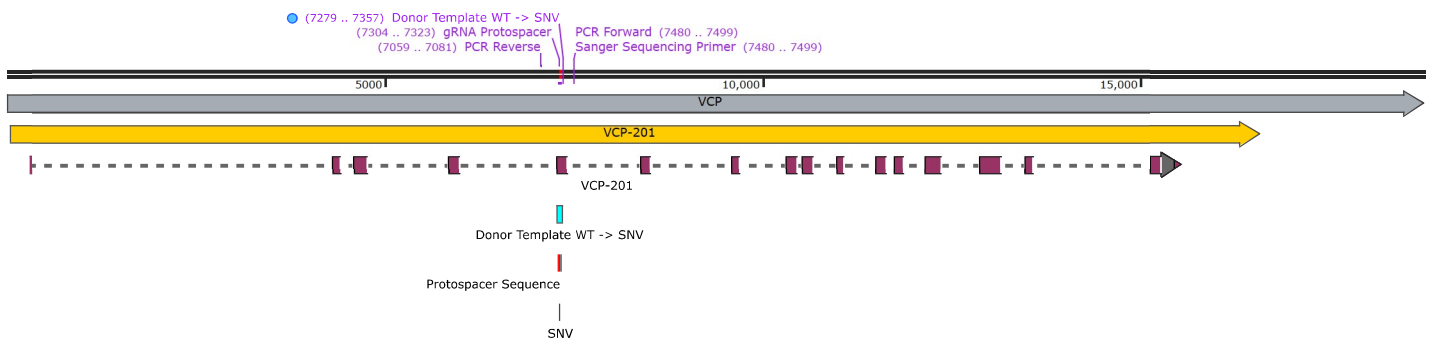 (7279 .. 7357) Donor Template WT -> SNV
(7304 .. 7323) gRNA Protospacer
PCR Forward (7480 .. 7499)
(7059 .. 7081) PCR Reverse
Sanger Sequencing Primer (7480 .. 7499)
5000
10,000
15,000
VCP
VCP-201
VCP-201
Donor Template WT -> SNV
Protospacer Sequence
SNV